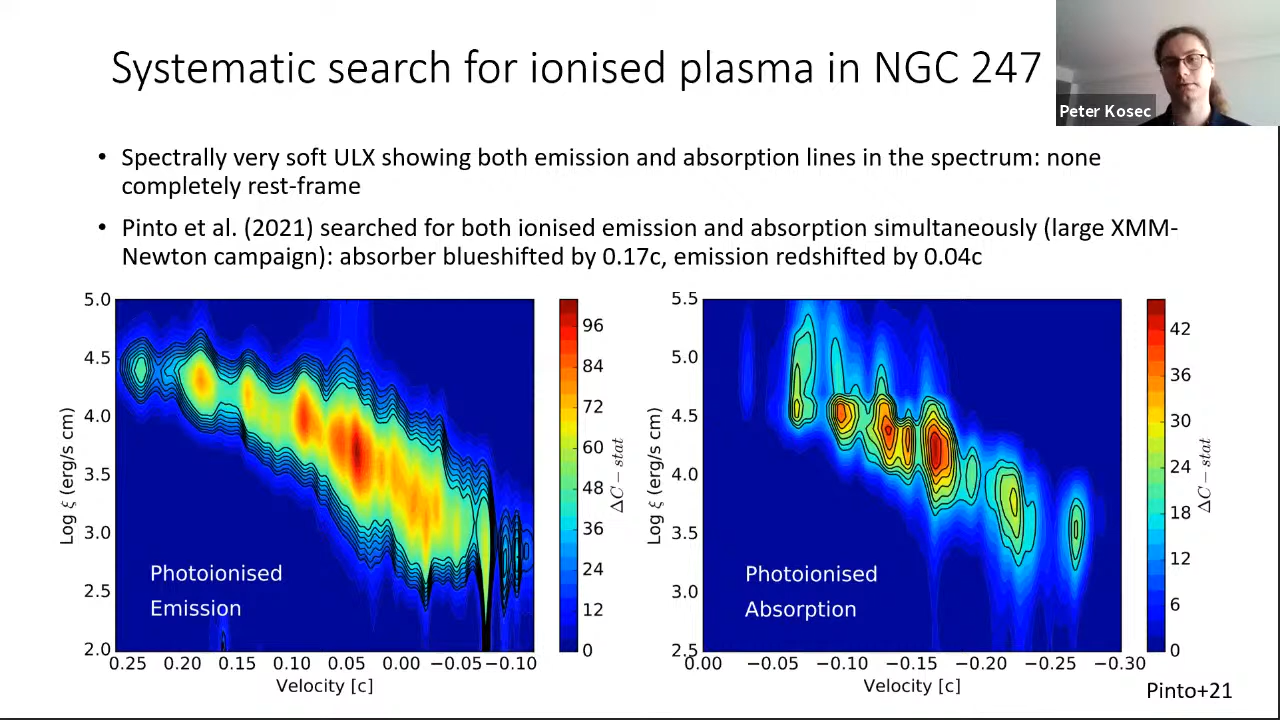 Systematic search for ionised plasma in NGC 247
Peter Kosec
• Spectrally very soft ULX showing both emission and absorption lines in the spectrum: none
completely rest-frame
• Pinto et al. (2021) searched for both ionised emission and absorption simultaneously (large XMM-
Newton campaign): absorber blueshifted by 0.17c, emission redshifted by 0.04c
5.0
4.5
4.0
3.5
3.0
2.5
2.0
Log ξ (erg/s cm)
Photoionised
Emission
0.25 0.20 0.15 0.10 0.05 0.00 −0.05 −0.10
Velocity [c]
96
84
72
60
48
36
24
12
0
ΔC−stat
5.5
5.0
4.5
4.0
3.5
3.0
2.5
Log ξ (erg/s cm)
Photoionised
Absorption
0.00 −0.05 −0.10 −0.15 −0.20 −0.25 −0.30
Velocity [c]
42
36
30
24
18
12
6
0
ΔC−stat
Pinto+21